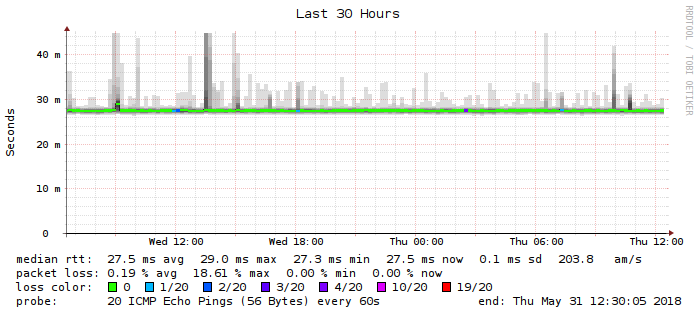 Last 30 Hours
RRDTOOL / TOBI OETIKER
Seconds
40 m
30 m
20 m
10 m
0
Wed 12:00 Wed 18:00 Thu 00:00 Thu 06:00 Thu 12:00
median rtt: 27.5 ms avg 29.0 ms max 27.3 ms min 27.5 ms now 0.1 ms sd 203.8 am/s
packet loss: 0.19 % avg 18.61 % max 0.00 % min 0.00 % now
loss color: 0 1/20 2/20 3/20 4/20 10/20 19/20
probe: 20 ICMP Echo Pings (56 Bytes) every 60s end: Thu May 31 12:30:05 2018